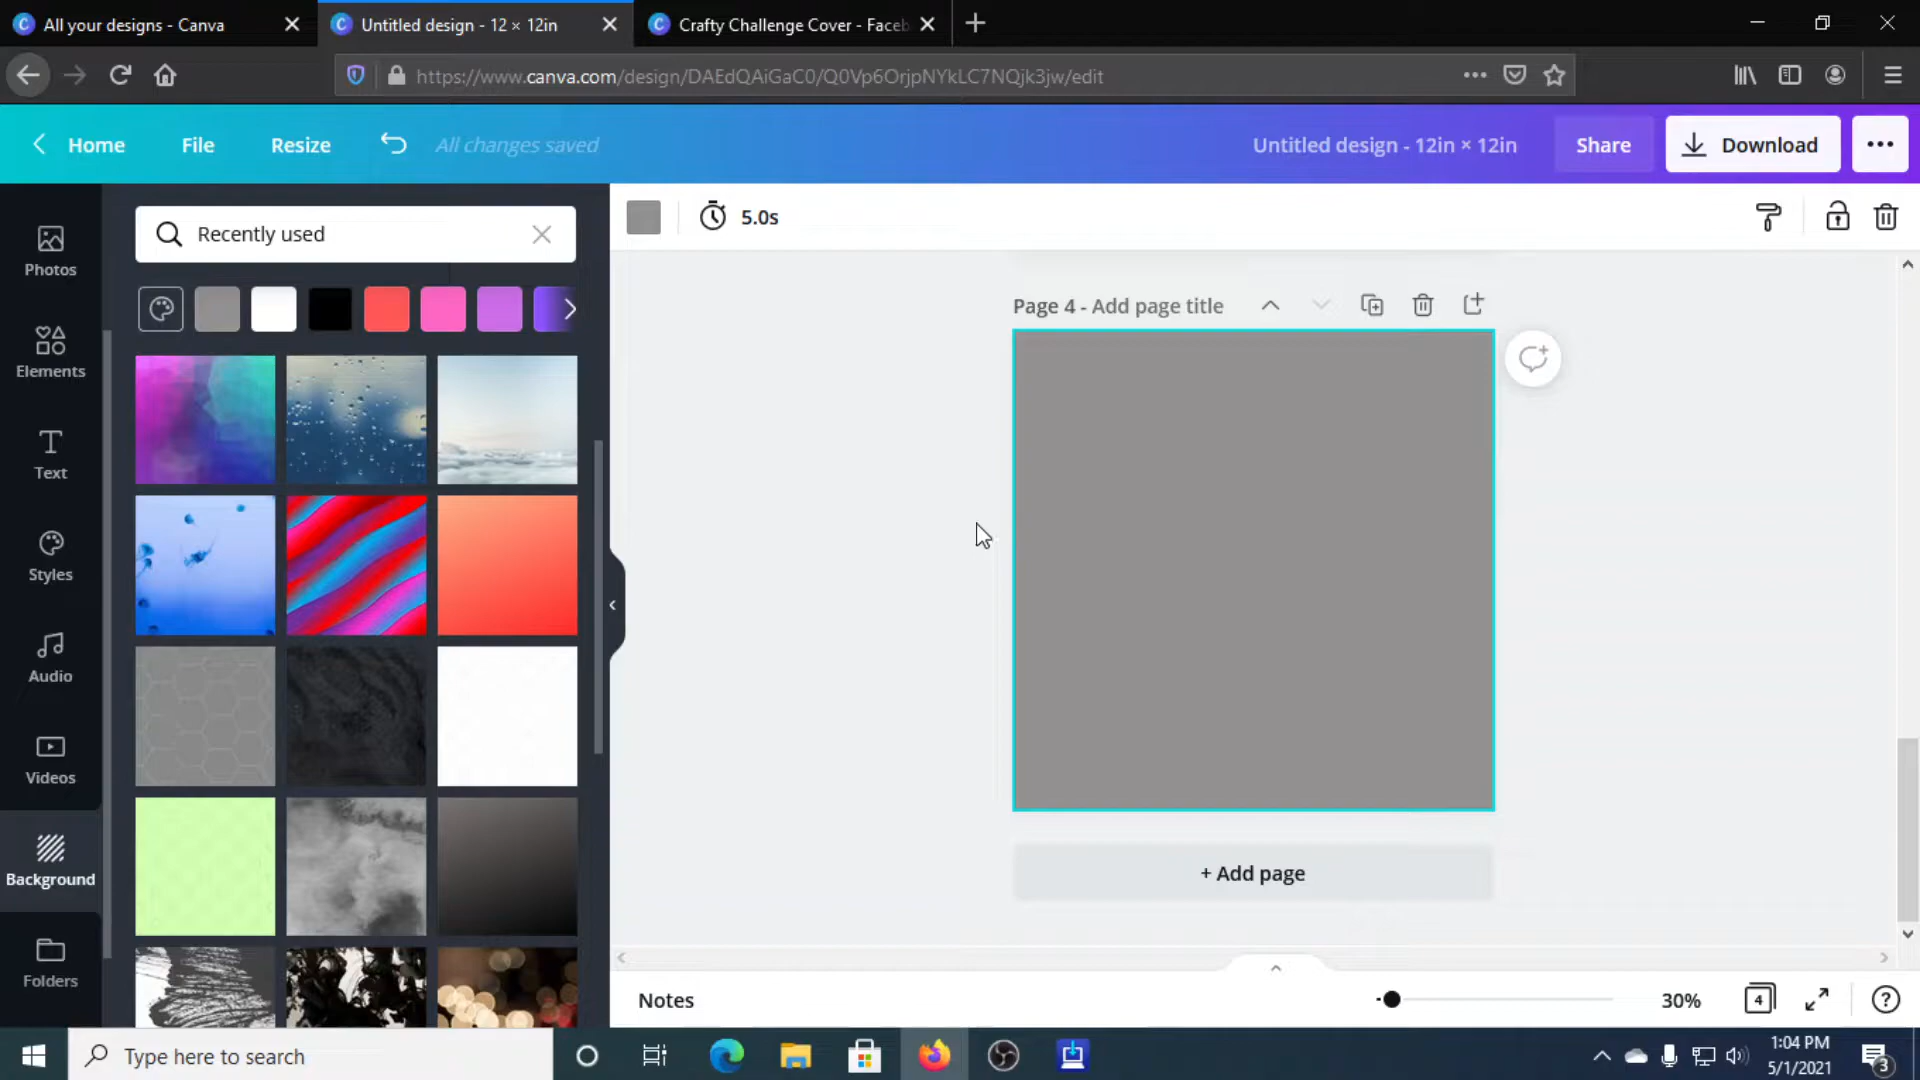 All your designs - Canva
Untitled design - 12 × 12in
Crafty Challenge Cover - Faceb
https://www.canva.com/design/DAEdQAiGaC0/Q0Vp6OrjpNYkLC7NQjk3jw/edit
Home
File
Resize
All changes saved
Untitled design - 12in × 12in
Share
Download
Photos
Elements
Text
Styles
Audio
Videos
Background
Folders
Recently used
5.0s
Page 4 - Add page title
+ Add page
Notes
30%
4
Type here to search
1:04 PM
5/1/2021
3